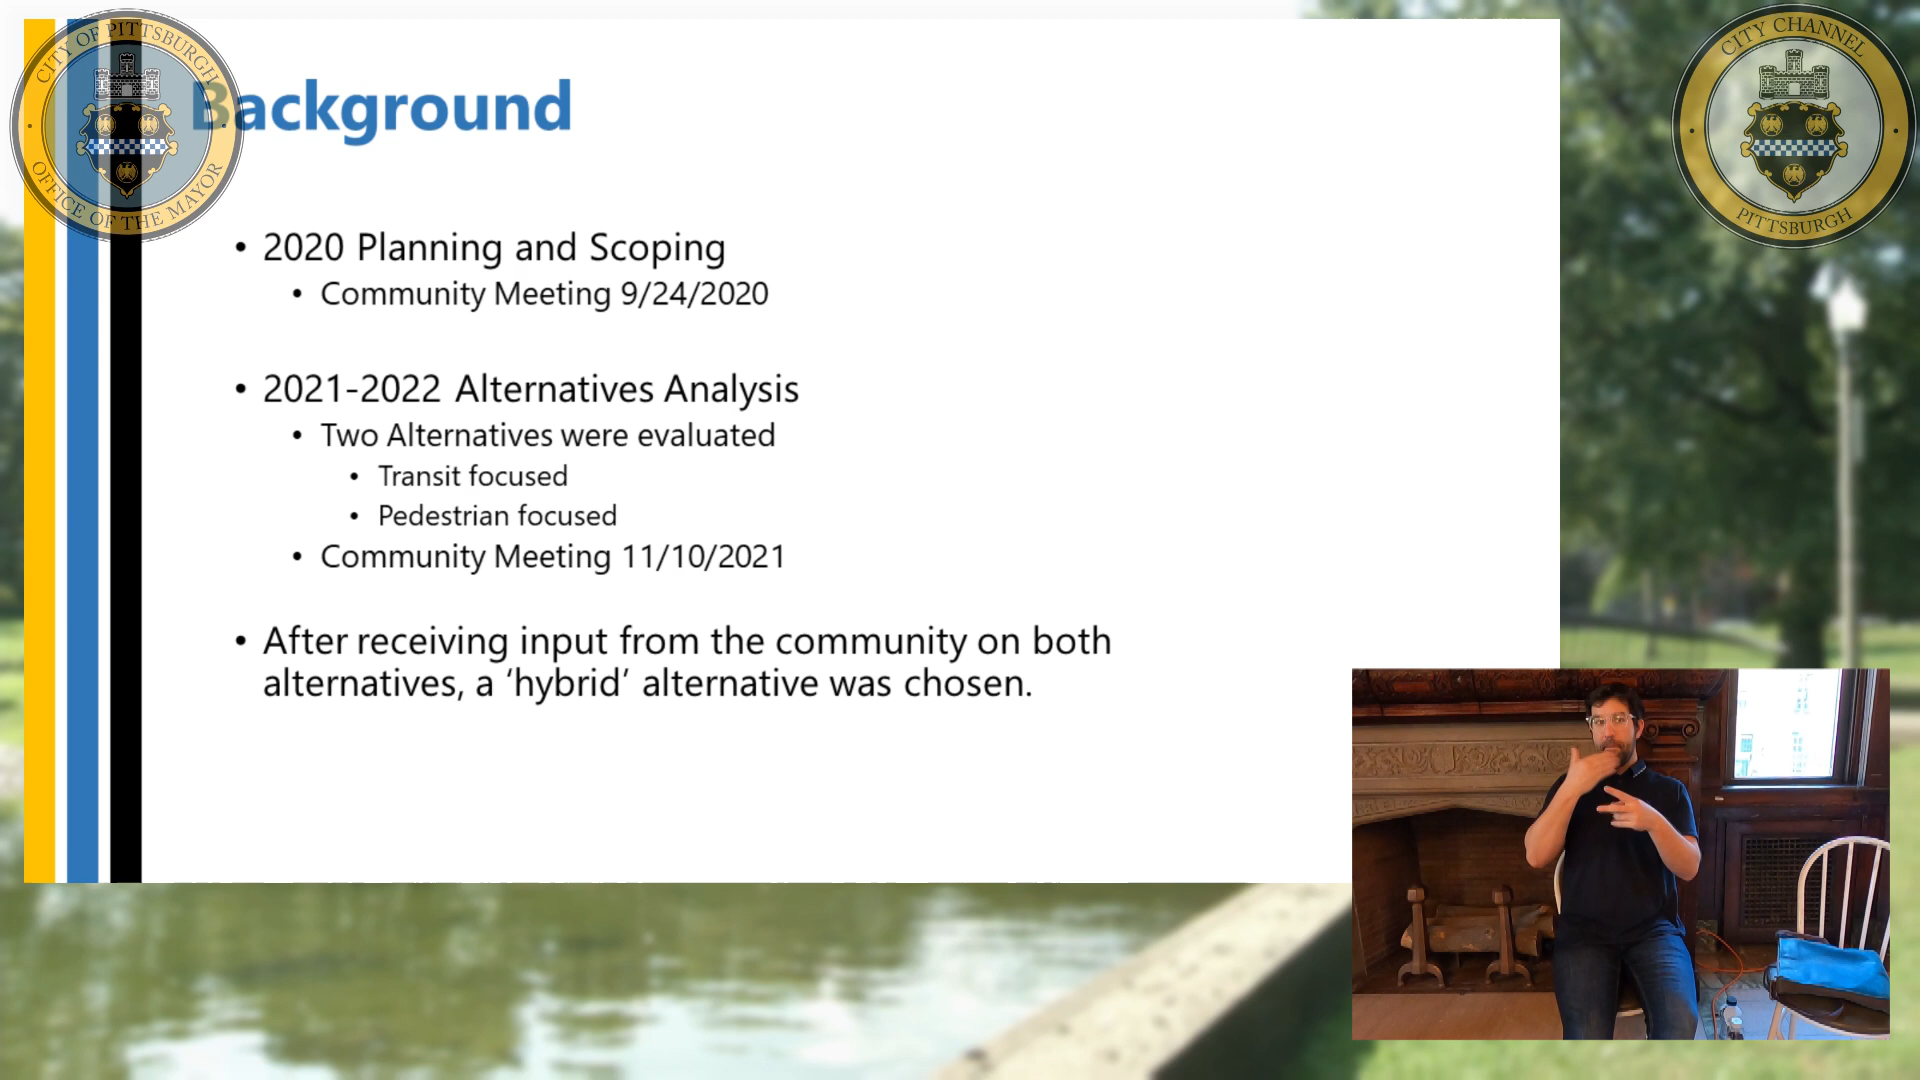 CITY OF PITTSBURGH
OFFICE OF THE MAYOR
CITY CHANNEL
PITTSBURGH
Background
• 2020 Planning and Scoping
• Community Meeting 9/24/2020
• 2021-2022 Alternatives Analysis
• Two Alternatives were evaluated
• Transit focused
• Pedestrian focused
• Community Meeting 11/10/2021
• After receiving input from the community on both
alternatives, a ‘hybrid’ alternative was chosen.